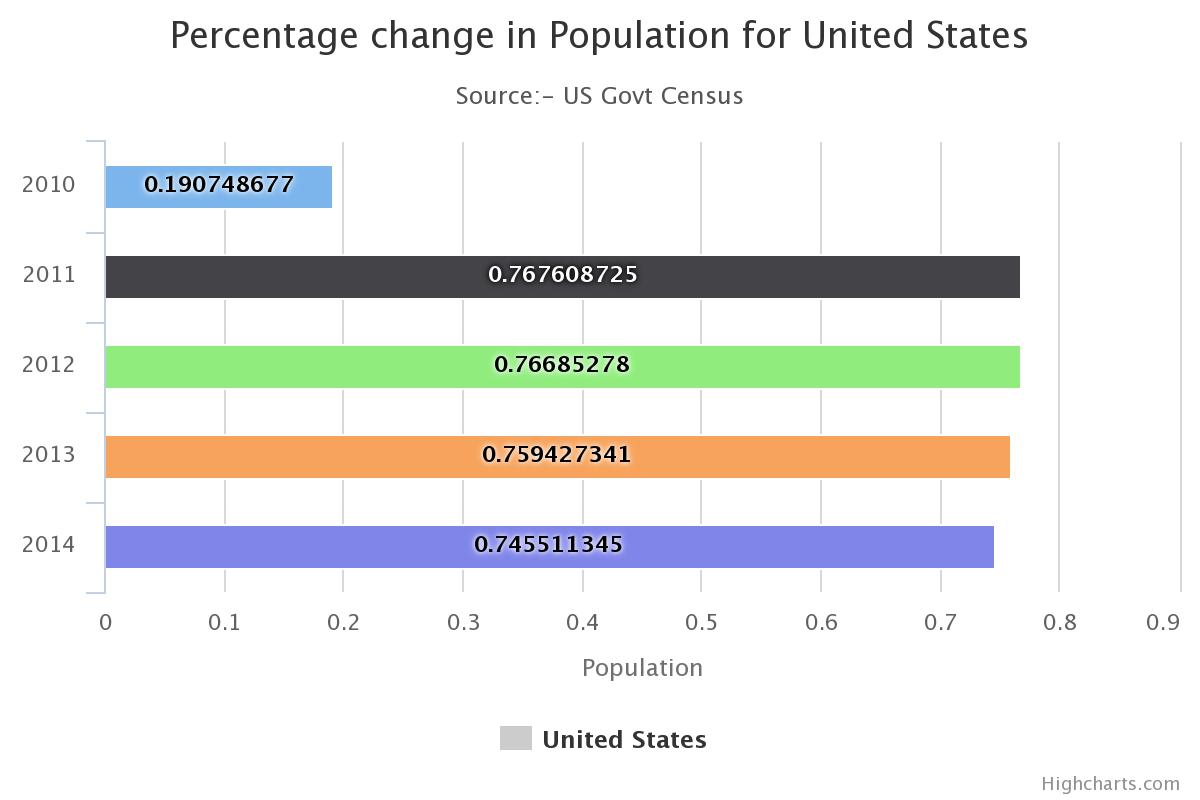 Percentage change in Population for United States
Source:- US Govt Census
2010
0.190748677
2011
0.767608725
2012
0.76685278
2013
0.759427341
2014
0.745511345
0 0.1 0.2 0.3 0.4 0.5 0.6 0.7 0.8 0.9
Population
United States
Highcharts.com